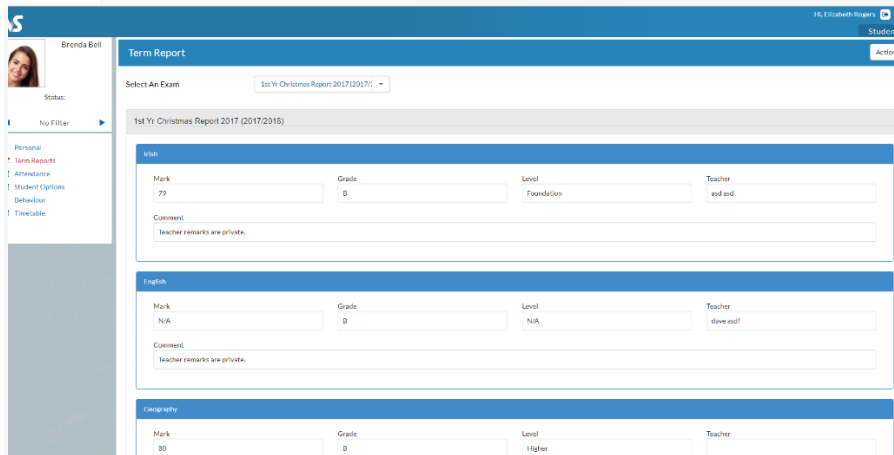 Hi, Elizabeth Rogers
Brenda Bell
Status:
No Filter
Personal
Term Reports
Attendance
Student Options
Behaviour
Timetable
Term Report
Select An Exam
1st Yr Christmas Report 2017 (2017/2
1st Yr Christmas Report 2017 (2017/2018)
Irish
Mark Grade Level Teacher
79 B Foundation asd asd
Comment
Teacher remarks are private.
English
Mark Grade Level Teacher
N/A B N/A dave asdf
Comment
Teacher remarks are private.
Geography
Mark Grade Level Teacher
80 B Higher